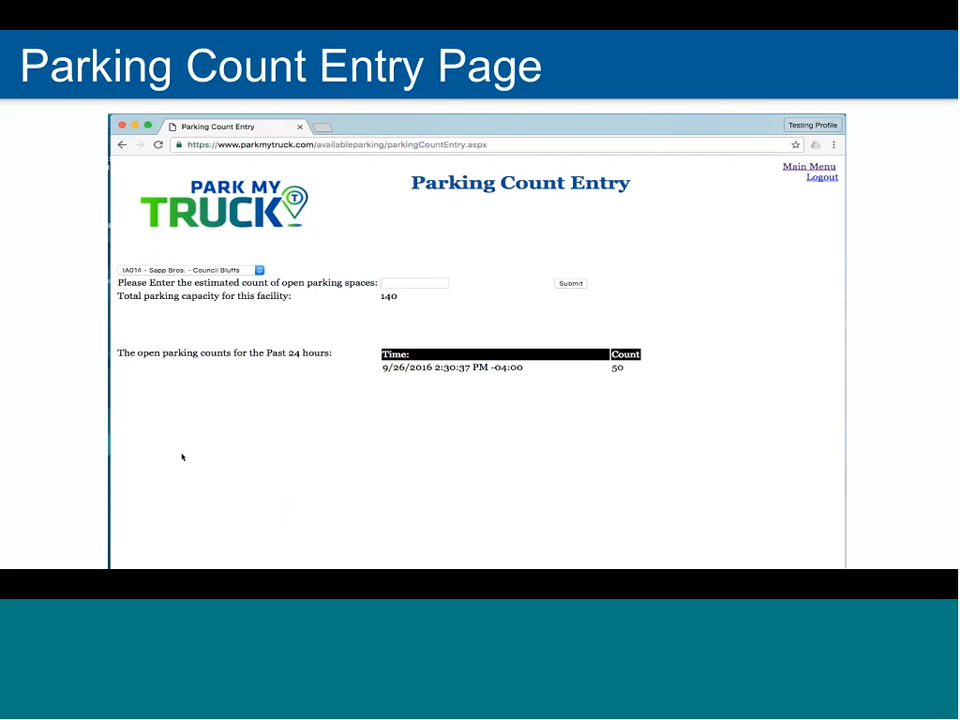 Parking Count Entry Page
Parking Count Entry
Testing Profile
https://www.parkmytruck.com/availableparking/parkingCountEntry.aspx
Main Menu
Logout
PARK MY
TRUCK
T
Parking Count Entry
IA014 - Sapp Bros. - Council Bluffs
Please Enter the estimated count of open parking spaces:
Submit
Total parking capacity for this facility: 140
The open parking counts for the Past 24 hours:
Time: Count
9/26/2016 2:30:37 PM -04:00 50